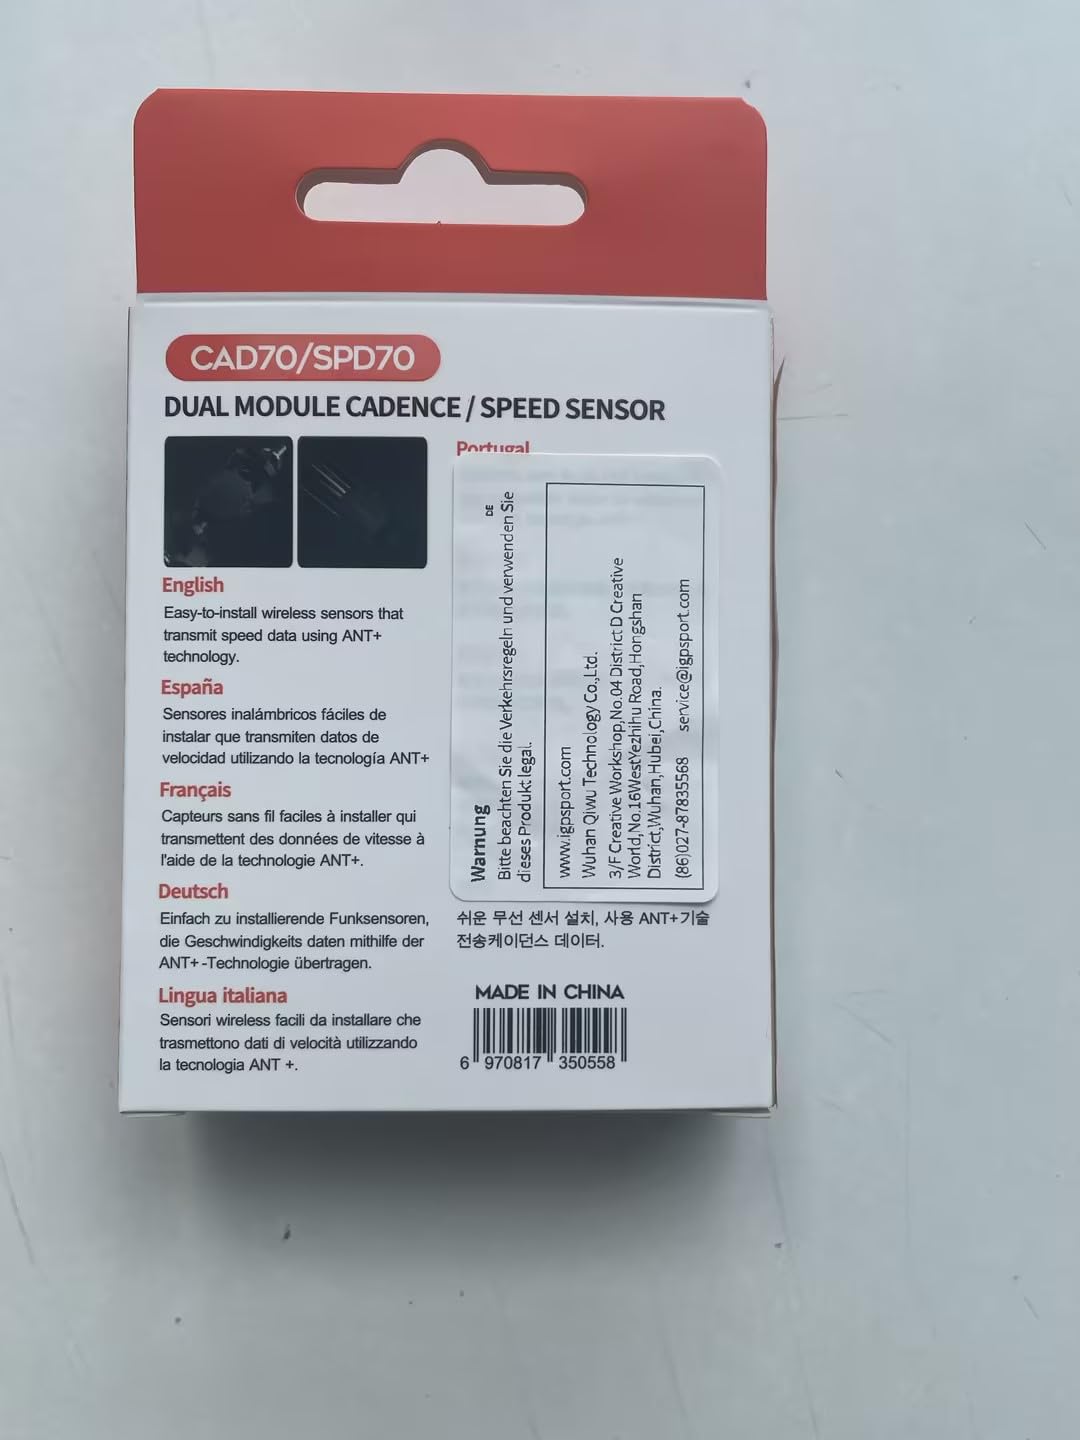 CAD70/SPD70
DUAL MODULE CADENCE / SPEED SENSOR
English
Easy-to-install wireless sensors that
transmit speed data using ANT+
technology.
España
Sensores inalámbricos fáciles de
instalar que transmiten datos de
velocidad utilizando la tecnología ANT+
Français
Capteurs sans fil faciles à installer qui
transmettent des données de vitesse à
l'aide de la technologie ANT+.
Deutsch
Einfach zu installierende Funksensoren,
die Geschwindigkeits daten mithilfe der
ANT+ -Technologie übertragen.
Lingua italiana
Sensori wireless facili da installare che
trasmettono dati di velocità utilizzando
la tecnologia ANT +.
Portugal
DE
Warnung
Bitte beachten Sie die Verkehrsregeln und verwenden Sie
dieses Produkt legal.
www.igpsport.com
Wuhan Qiwu Technology Co.,Ltd.
3/F Creative Workshop,No.04 District D Creative
World,No.16WestYezhihu Road,Hongshan
District,Wuhan,Hubei,China.
(86)027-87835568 service@igpsport.com
쉬운 무선 센서 설치, 사용 ANT+기술
전송케이던스 데이터.
MADE IN CHINA
6 970817 350558